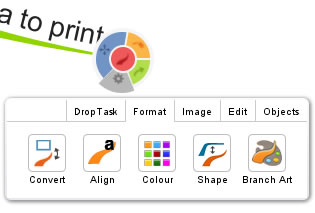 a to print
DropTask Format Image Edit Objects
a
Convert Align Colour Shape Branch Art